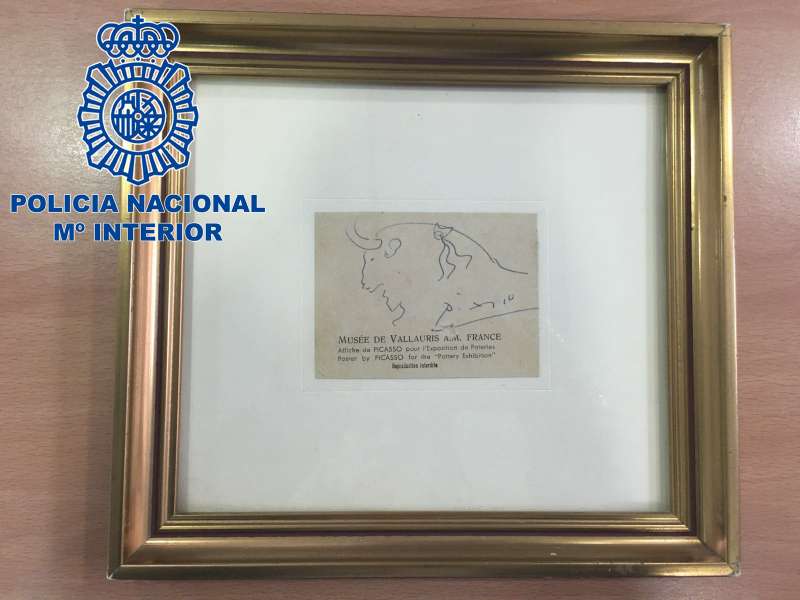 POLICIA NACIONAL
Mº INTERIOR
Picasso
MUSÉE DE VALLAURIS A.M. FRANCE
Affiche de PICASSO pour l'Exposition de Poteries
Poster by PICASSO for the "Pottery Exhibition"
Reproduction interdite